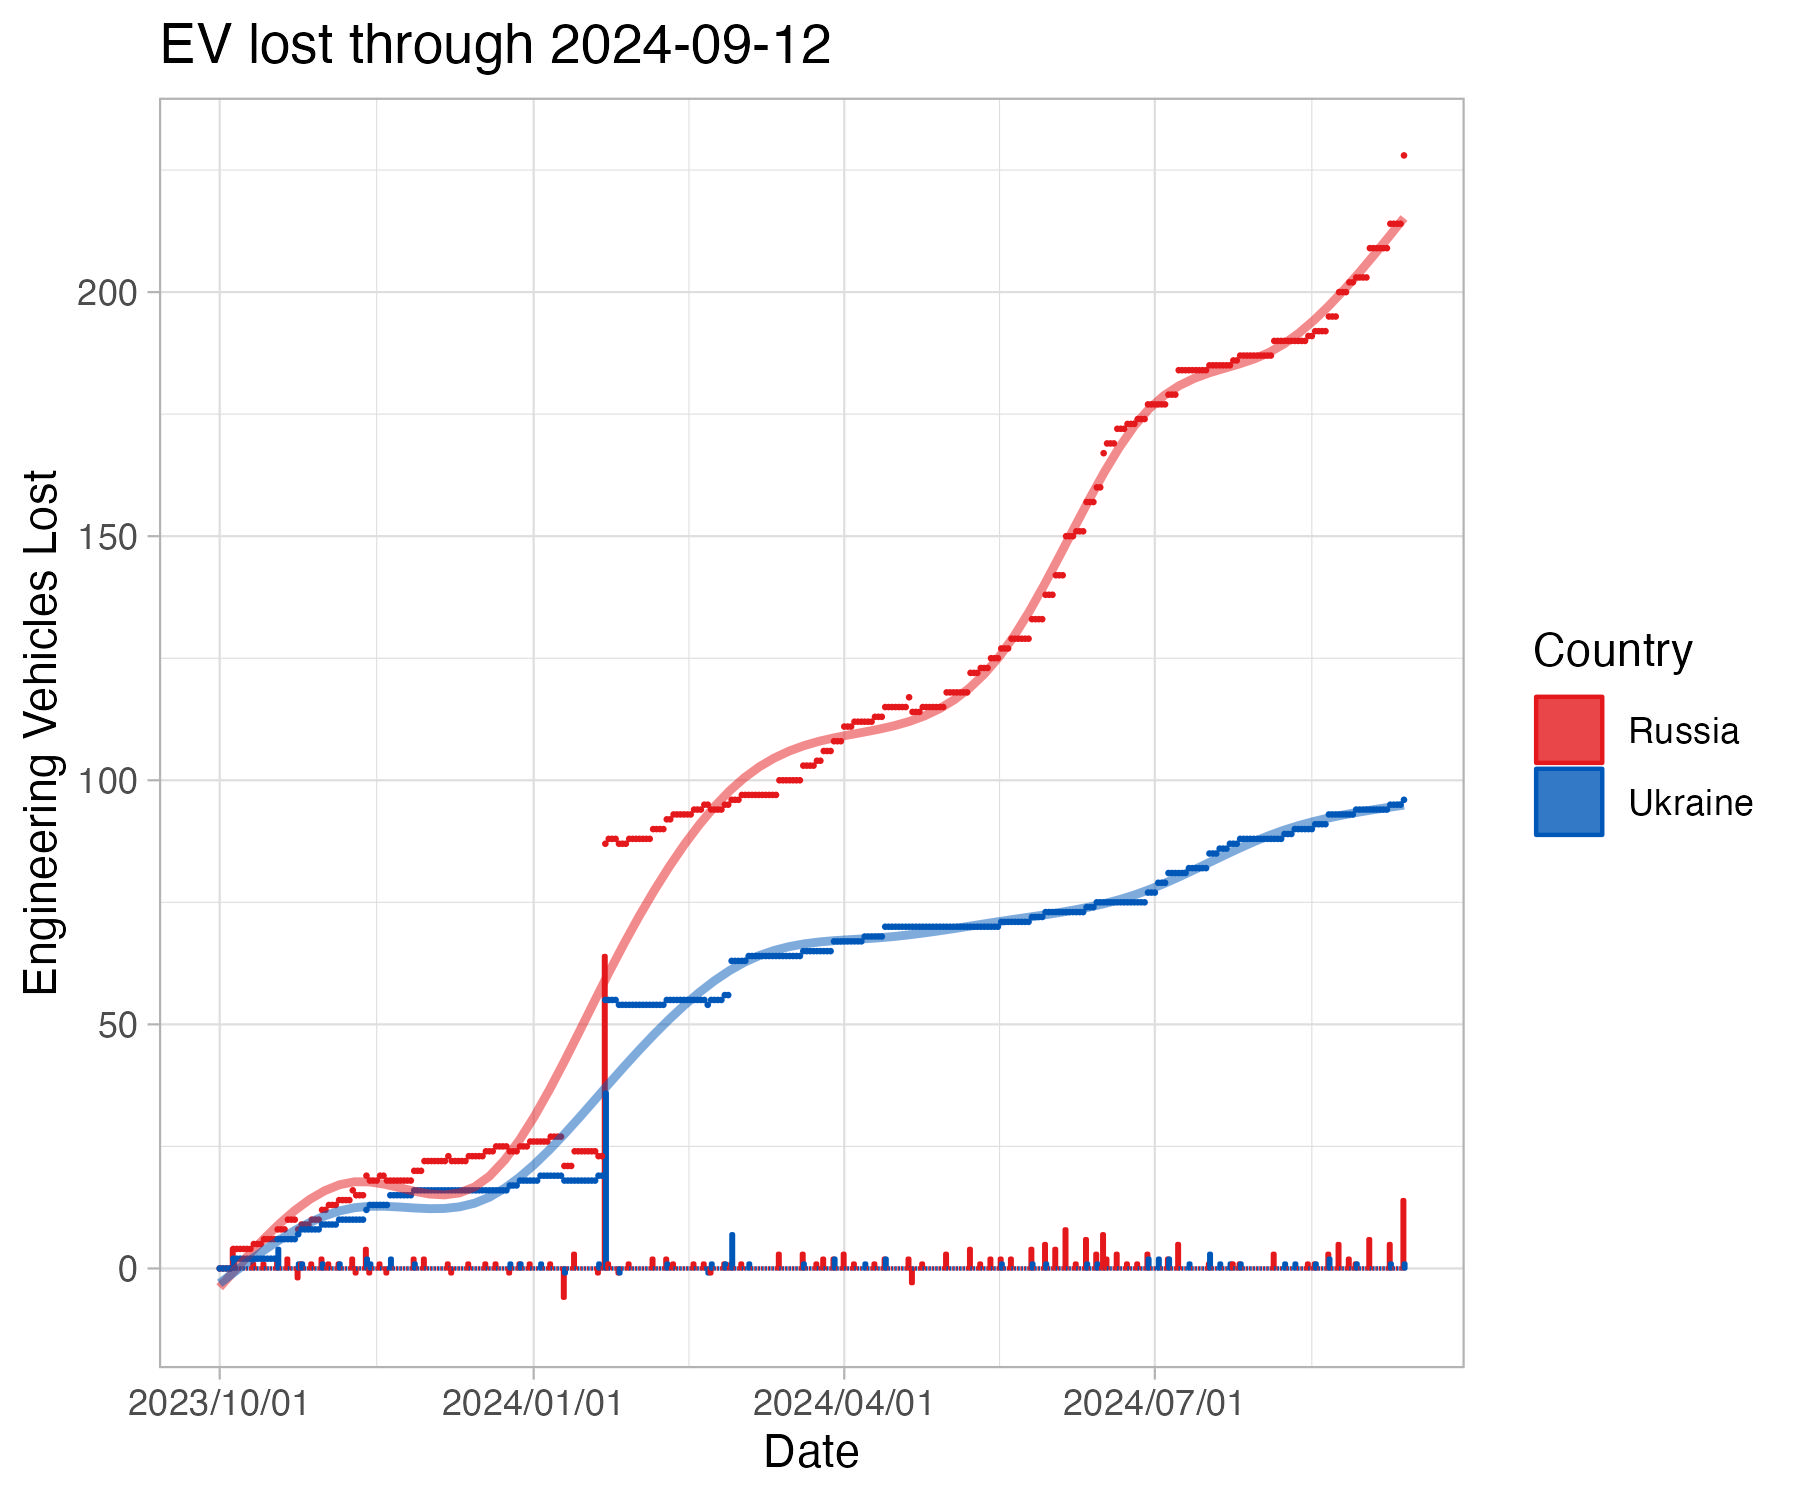 EV lost through 2024-09-12
Engineering Vehicles Lost
200
150
100
50
0
2023/10/01
2024/01/01
2024/04/01
2024/07/01
Date
Country
Russia
Ukraine